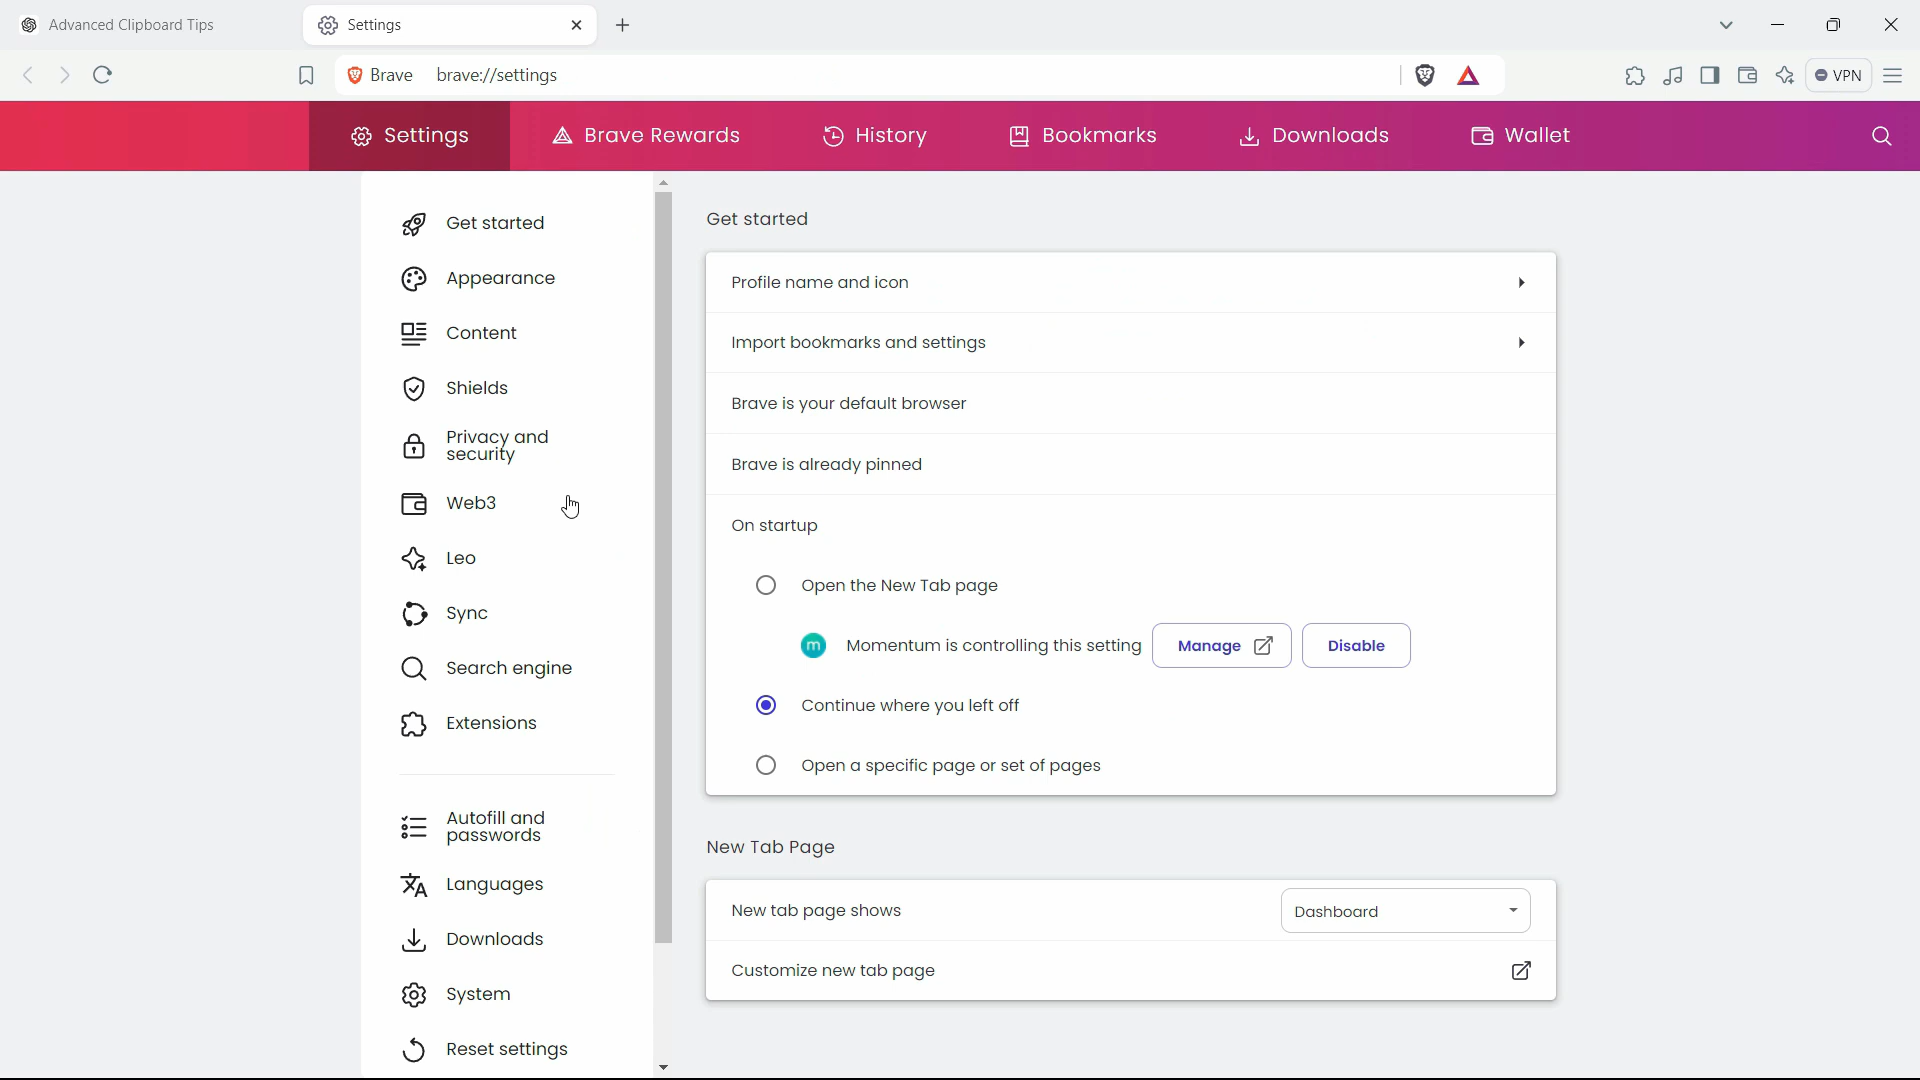 Advanced Clipboard Tips
Settings
Brave brave://settings
VPN
Settings
Brave Rewards
History
Bookmarks
Downloads
Wallet
Get started
Appearance
Content
Shields
Privacy and
security
Web3
Leo
Sync
Search engine
Extensions
Autofill and
passwords
Languages
Downloads
System
Reset settings
Get started
Profile name and icon
Import bookmarks and settings
Brave is your default browser
Brave is already pinned
On startup
Open the New Tab page
m Momentum is controlling this setting Manage Disable
Continue where you left off
Open a specific page or set of pages
New Tab Page
New tab page shows Dashboard
Customize new tab page